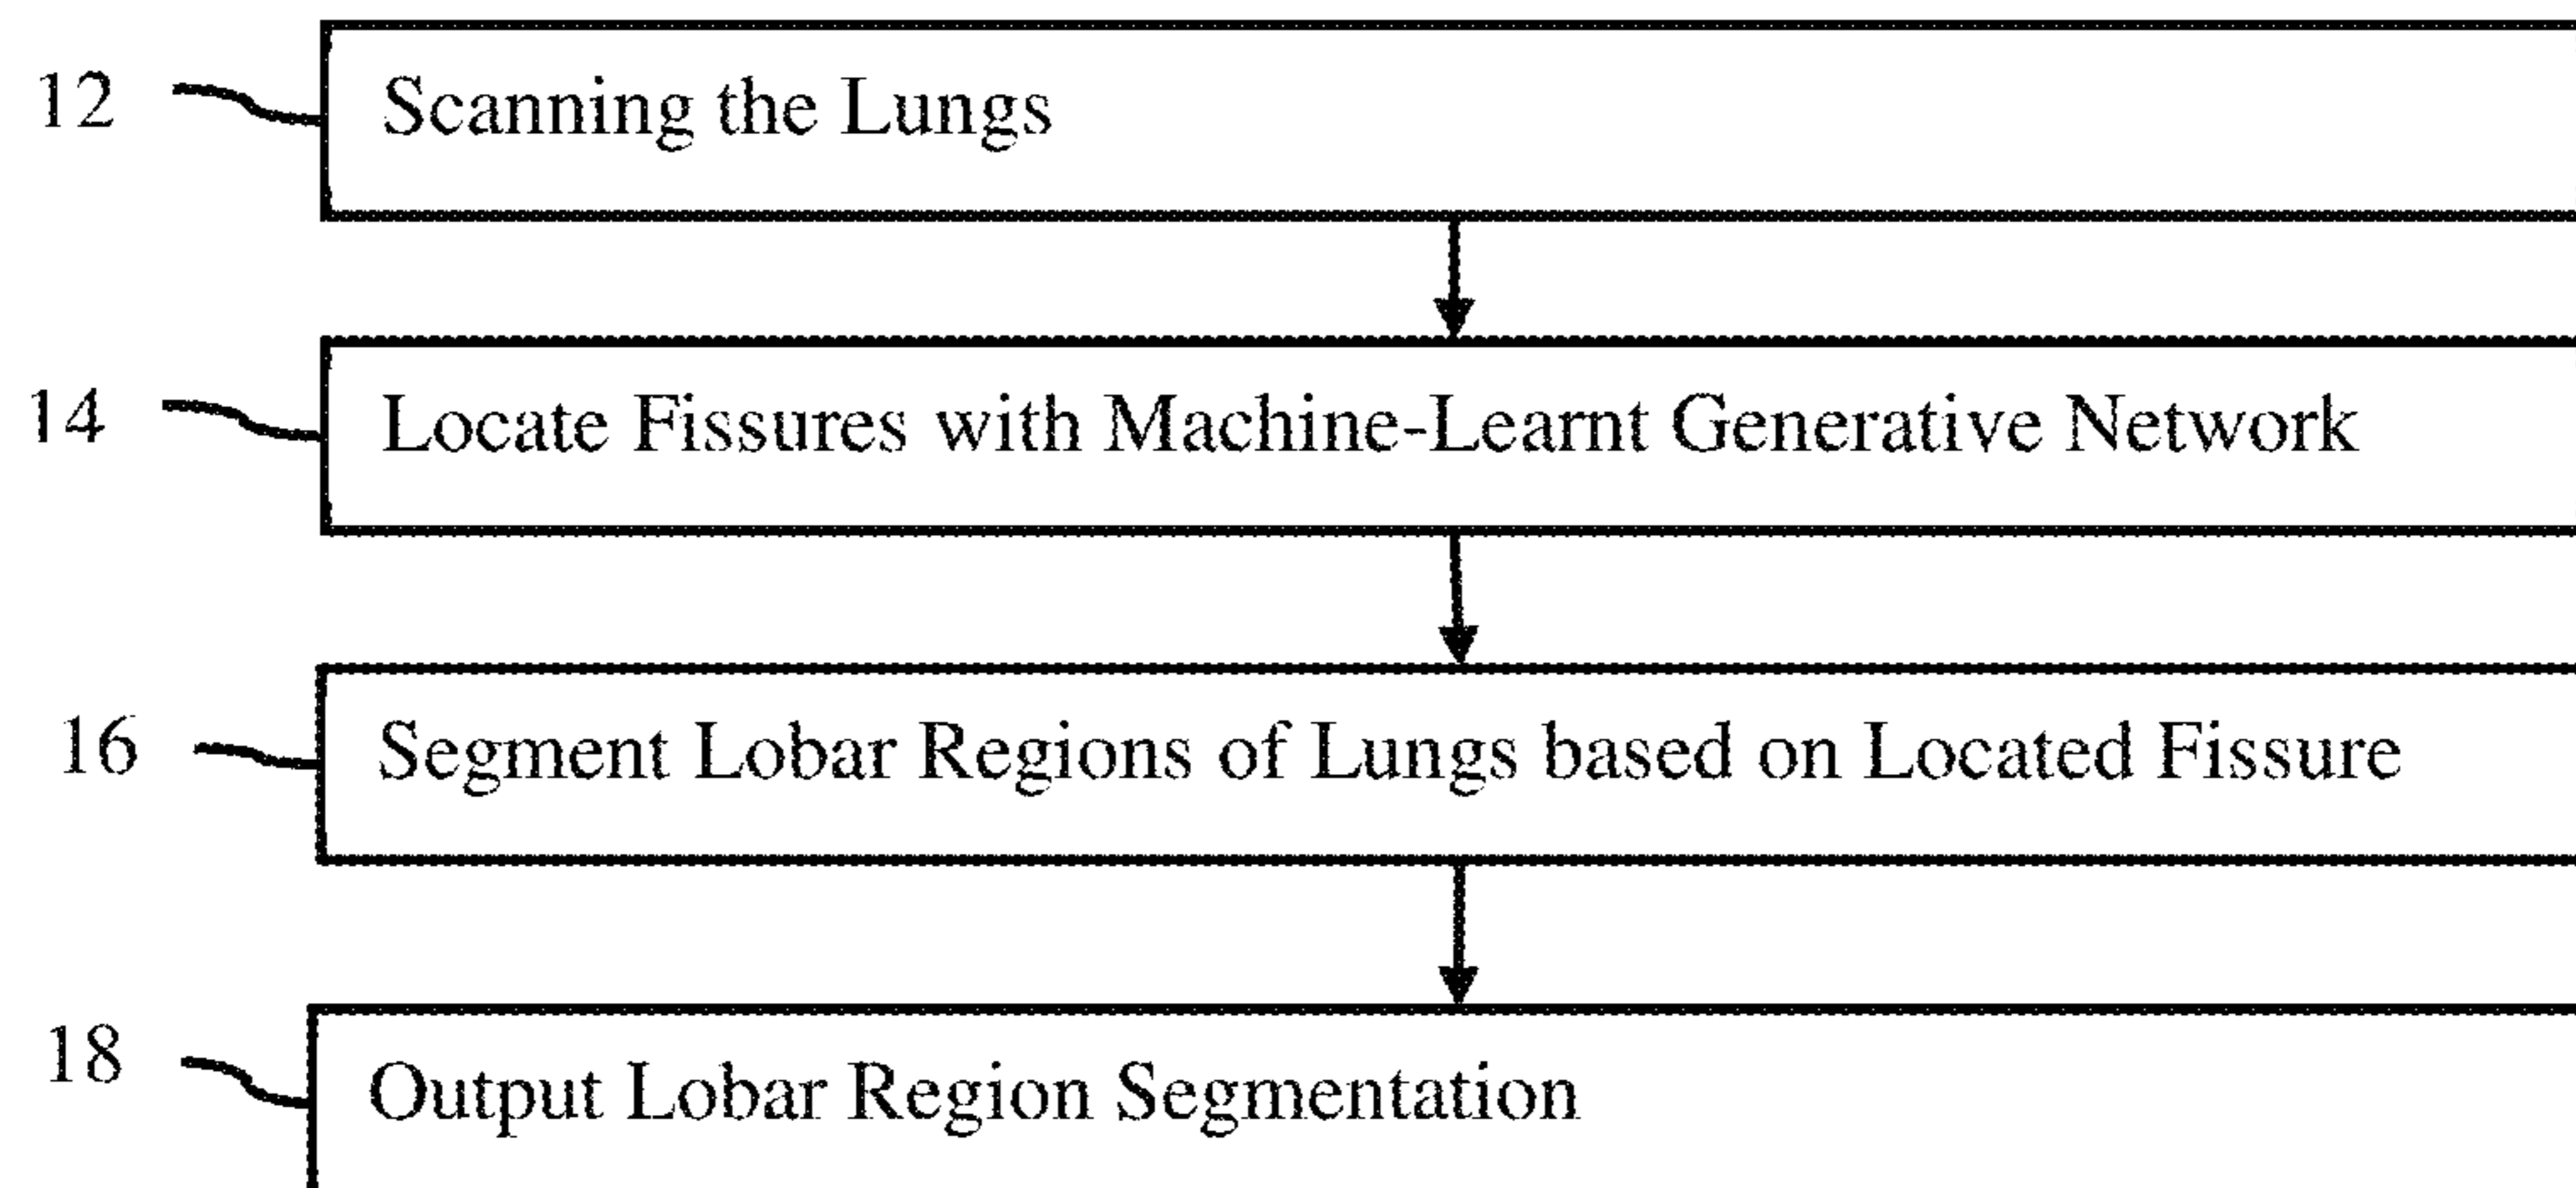 12 Scanning the Lungs
14 Locate Fissures with Machine-Learnt Generative Network
16 Segment Lobar Regions of Lungs based on Located Fissure
18 Output Lobar Region Segmentation